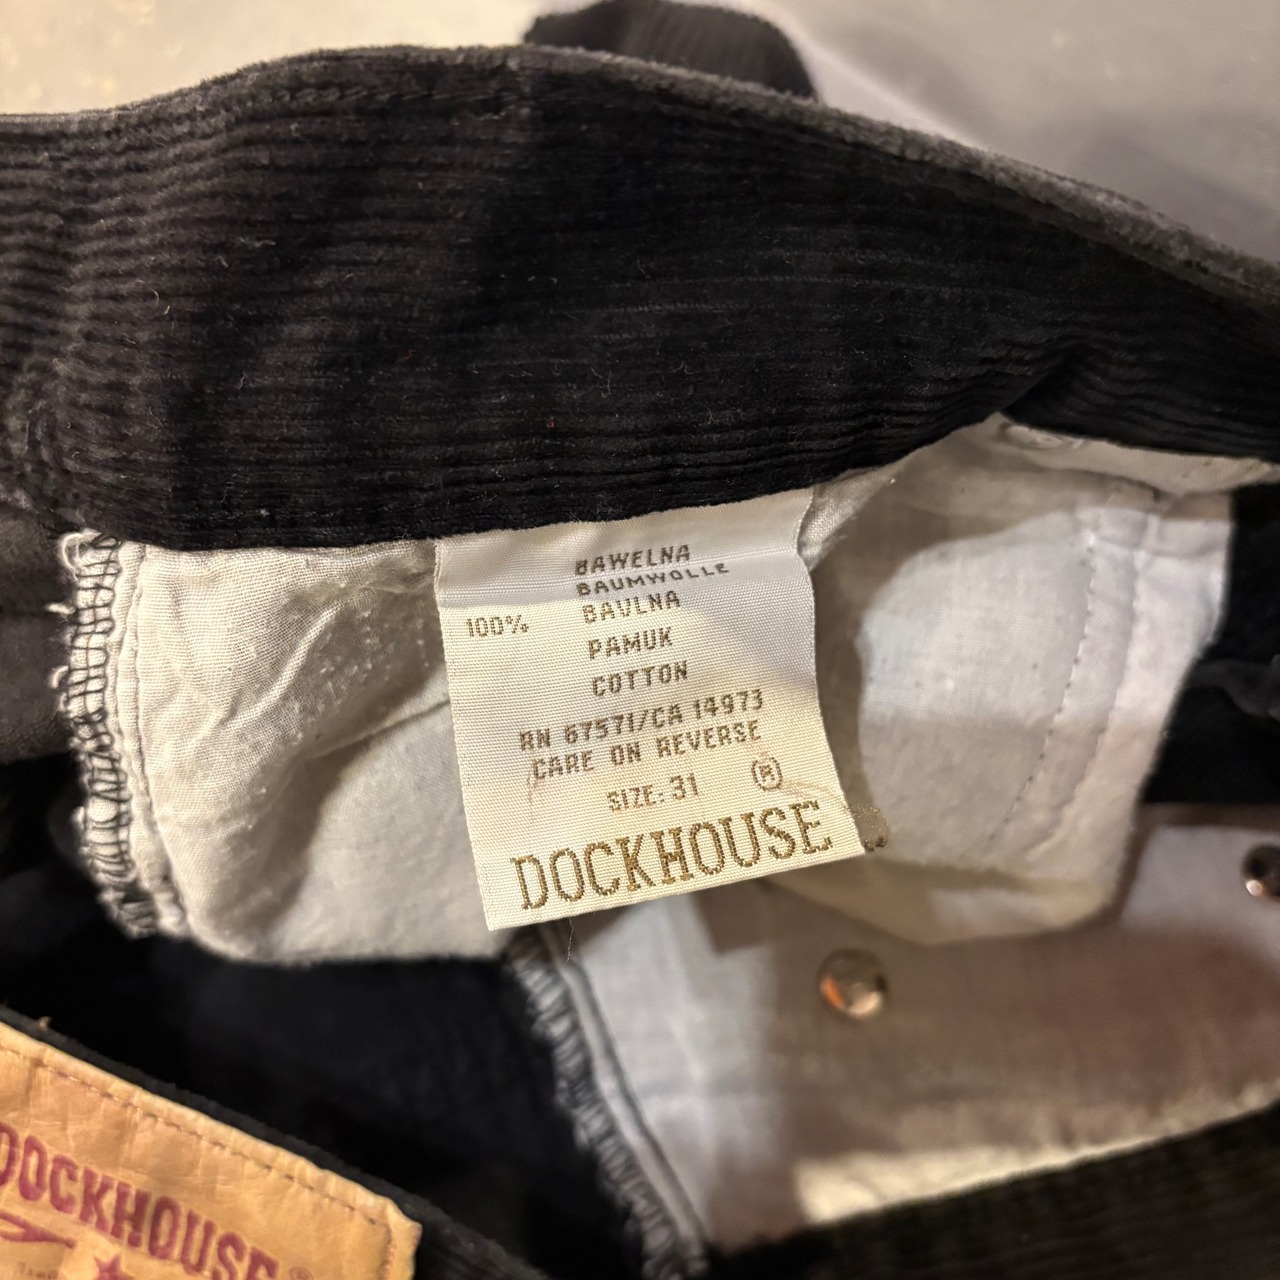 BAWELNA
BAUMWOLLE
100% BAVLNA
PAMUK
COTTON
RN 67571/CA 14973
CARE ON REVERSE
SIZE: 31 ®
DOCKHOUSE
DOCKHOUSE ®